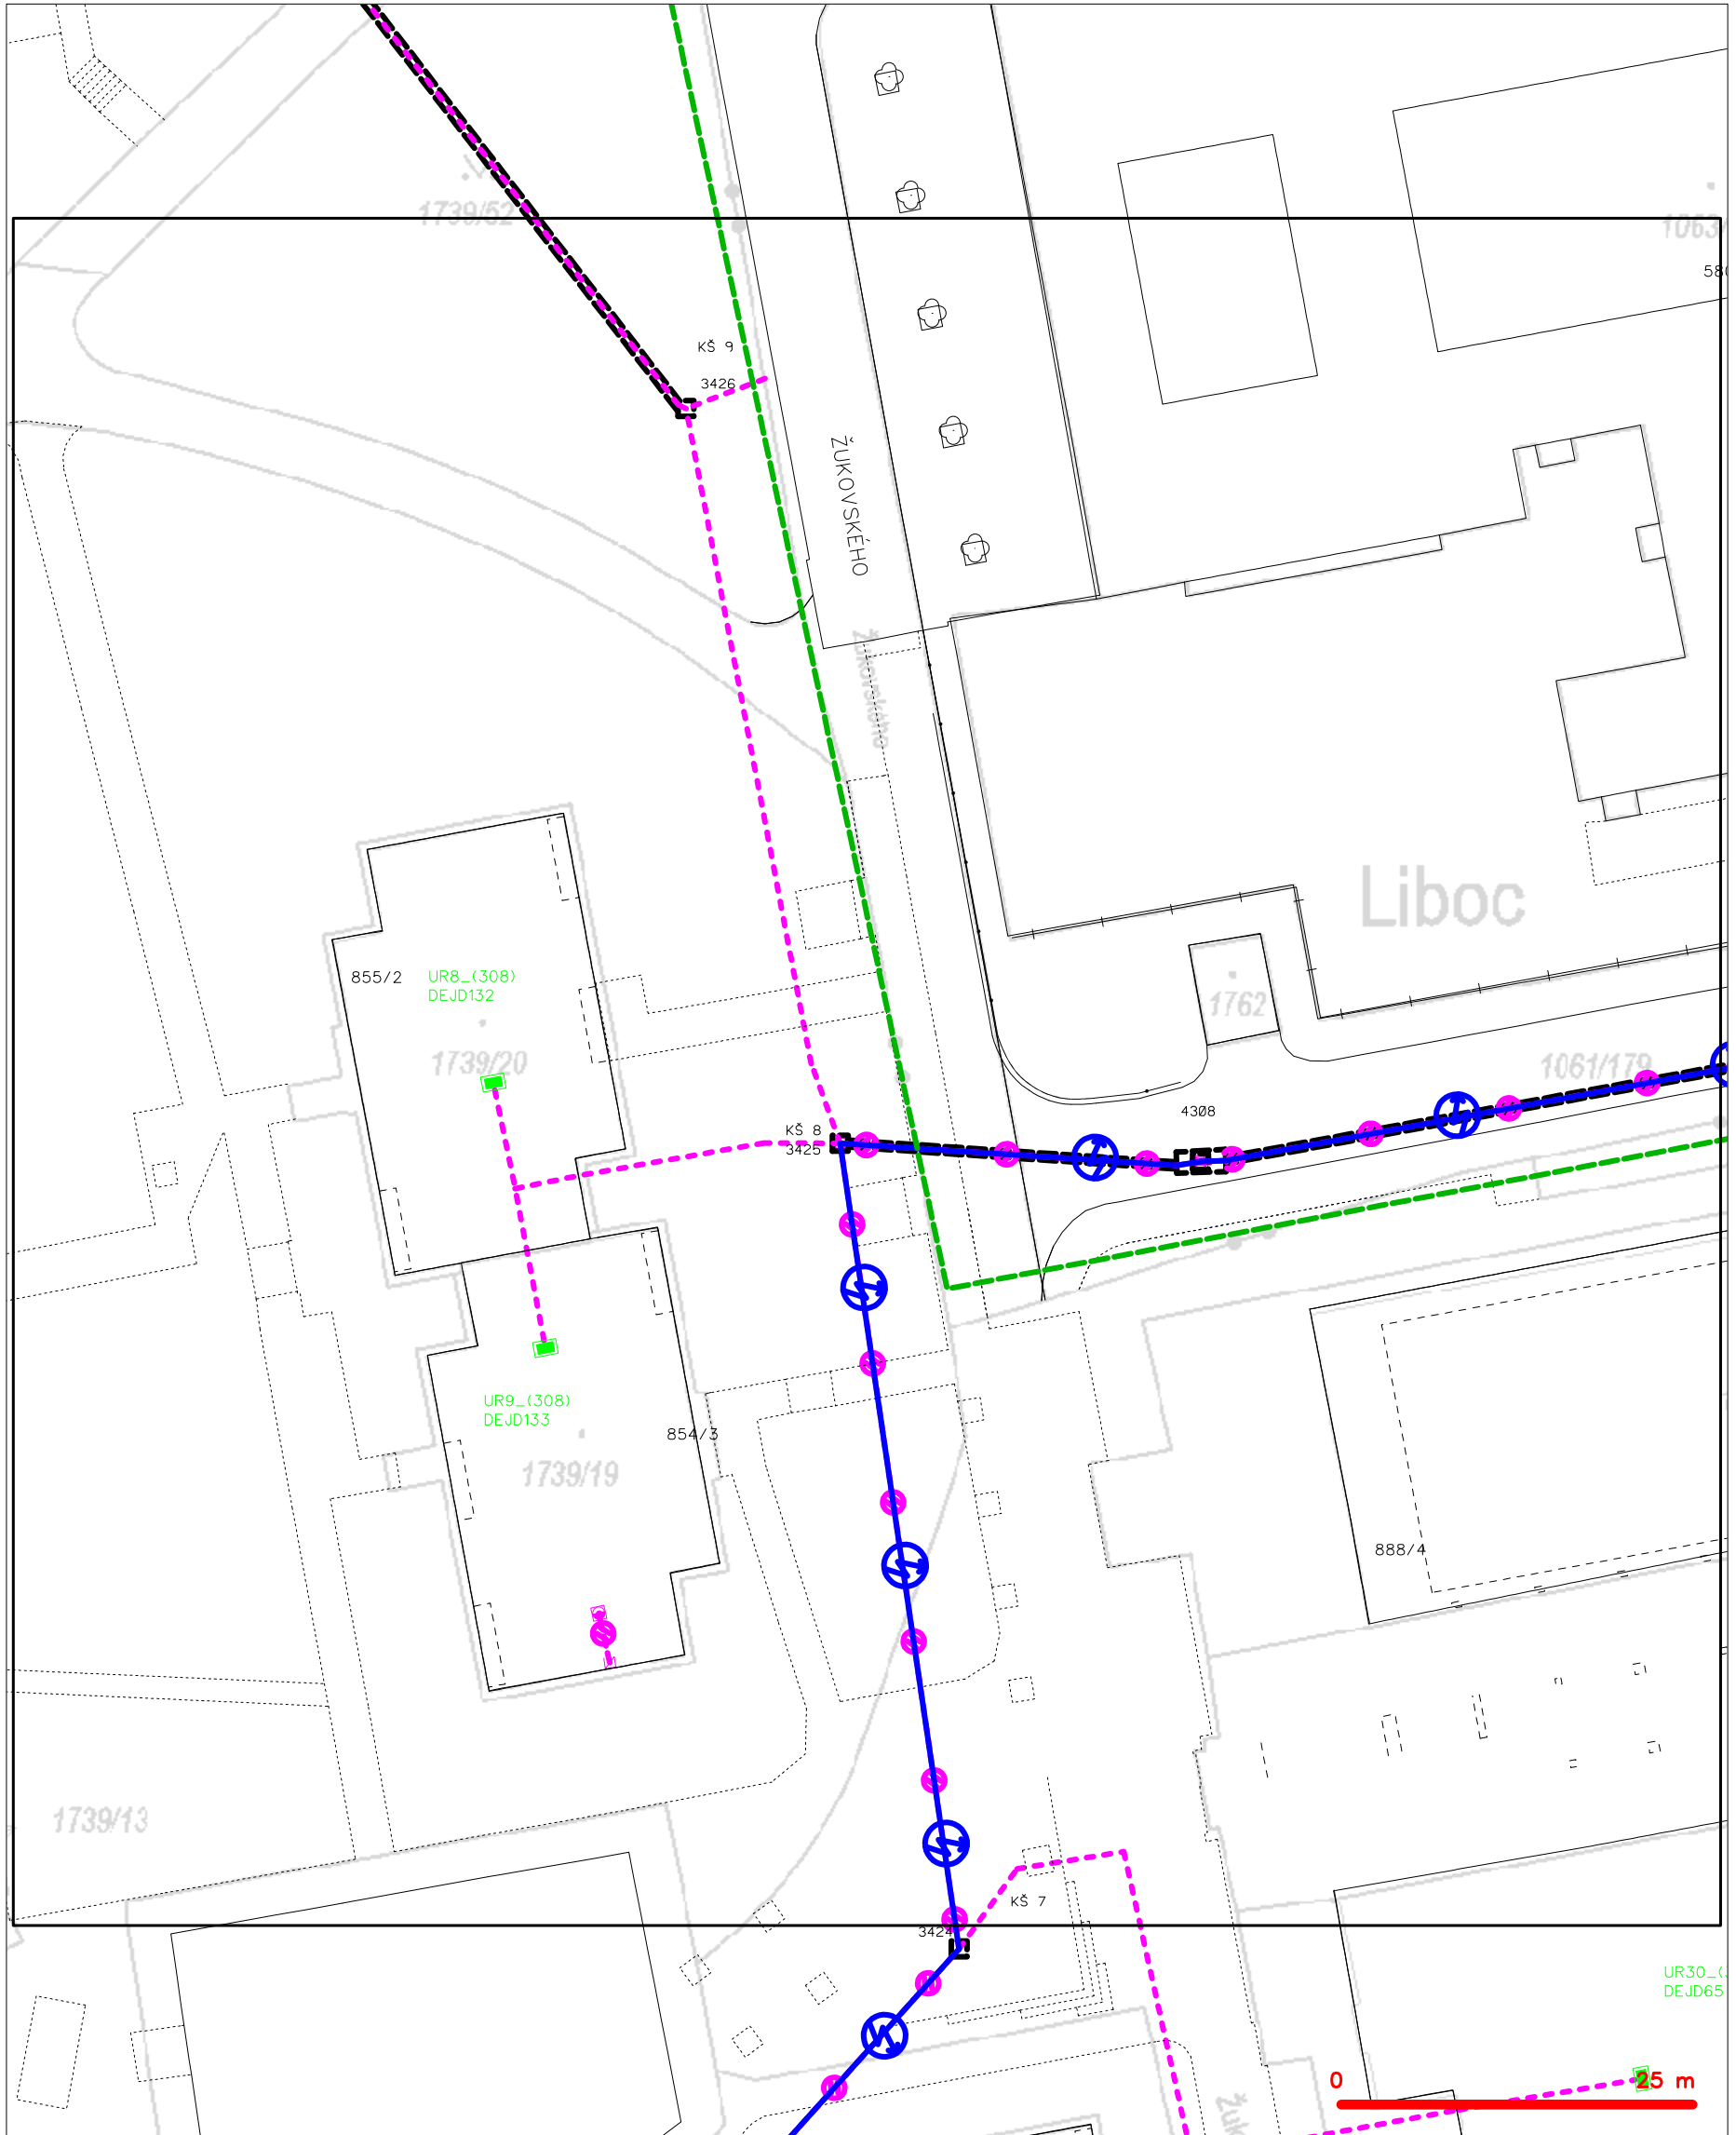 1739/52
1063/
580
KŠ 9
3426
ŽUKOVSKÉHO
Žukovského
Liboc
855/2
UR8_(308)
DEJD132
1739/20
1762
1061/179
4308
KŠ 8
3425
UR9_(308)
DEJD133
854/3
1739/19
888/4
1739/13
KŠ 7
3424
UR30_(
DEJD65
0
25 m
Žuk